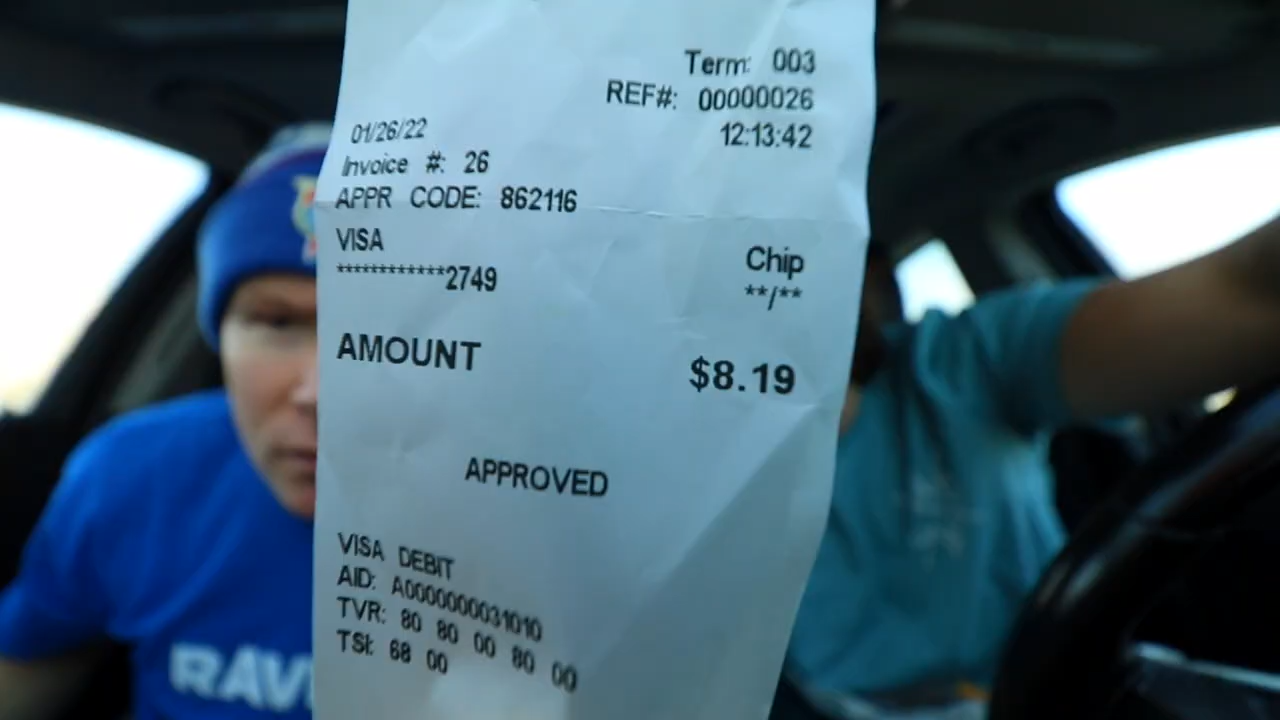 Term: 003
REF#: 00000026
01/26/22 12:13:42
Invoice #: 26
APPR CODE: 862116
VISA Chip
************2749 **/**
AMOUNT $8.19
APPROVED
VISA DEBIT
AID: A0000000031010
TVR: 80 80 00 80 00
TSI: 68 00
RAV